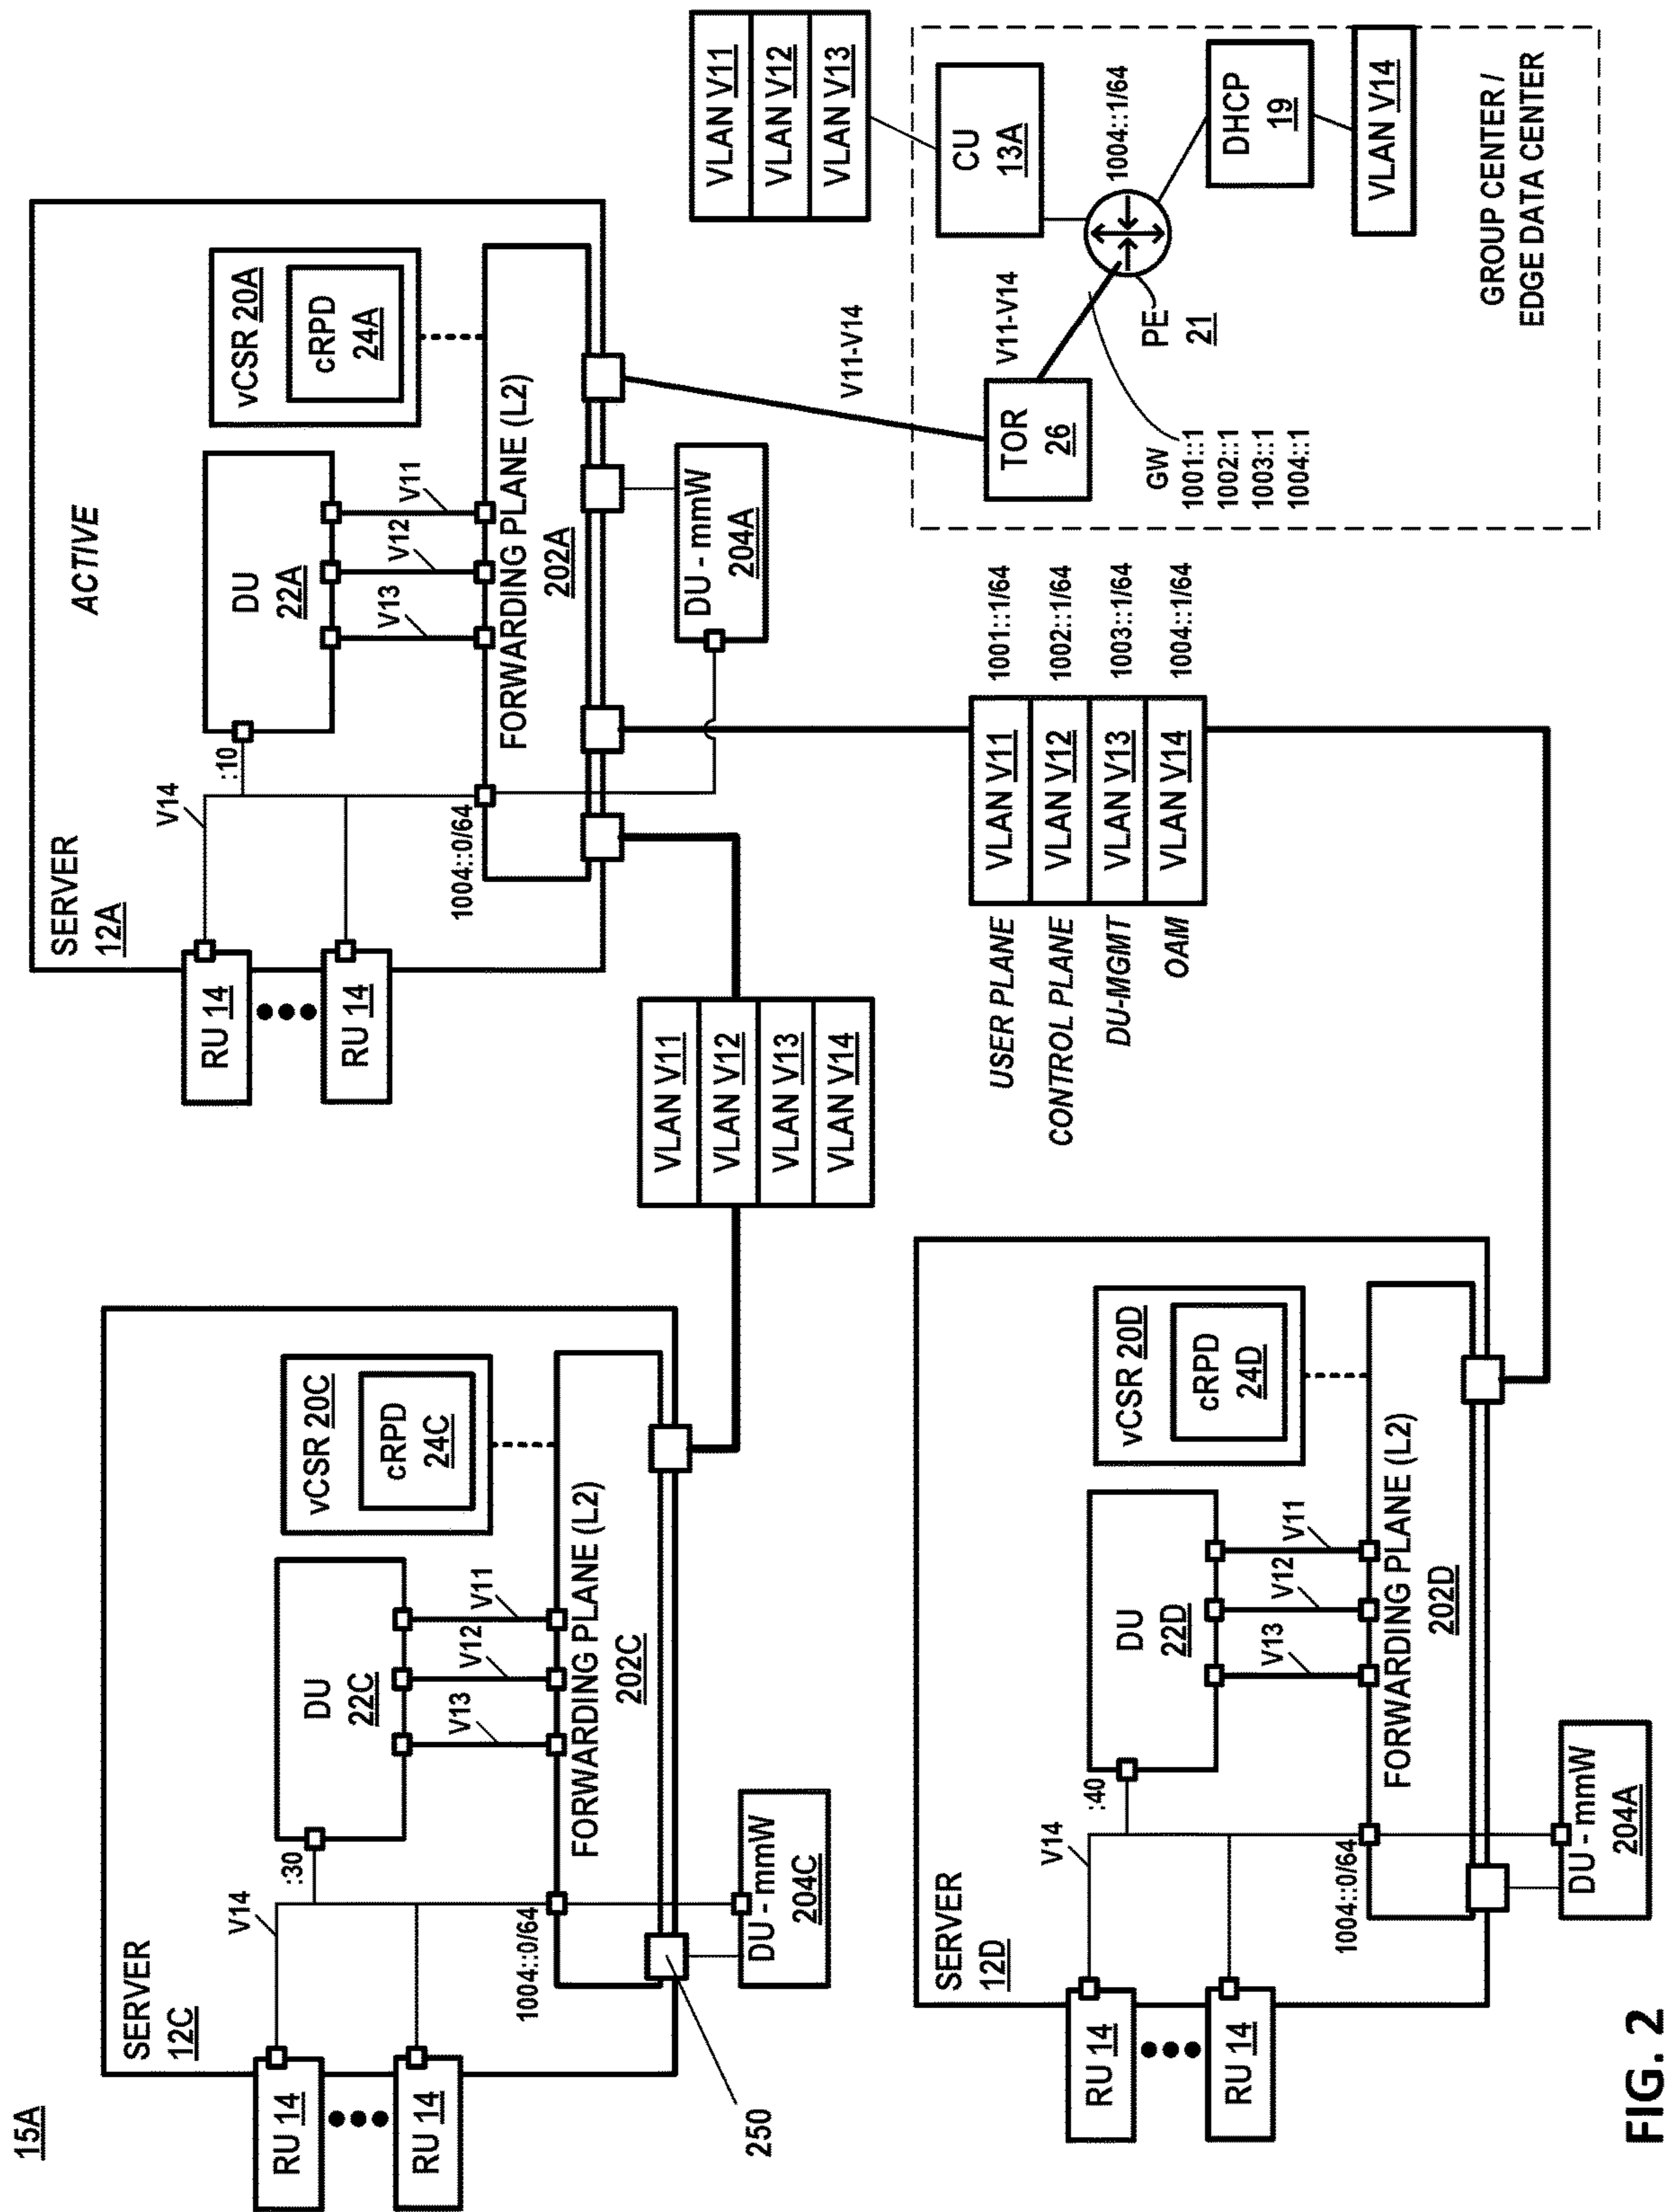 15A
SERVER
12C
RU 14
RU 14
V14
:30
DU
22C
V13
V12
V11
vCSR 20C
cRPD
24C
1004::0/64
FORWARDING PLANE (L2)
202C
250
DU - mmW
204C
VLAN V11
VLAN V12
VLAN V13
VLAN V14
SERVER
12A
ACTIVE
RU 14
RU 14
V14
:10
DU
22A
V13
V12
V11
vCSR 20A
cRPD
24A
1004::0/64
FORWARDING PLANE (L2)
202A
DU - mmW
204A
V11-V14
SERVER
12D
RU 14
RU 14
V14
:40
DU
22D
V13
V12
V11
vCSR 20D
cRPD
24D
1004::0/64
FORWARDING PLANE (L2)
202D
DU - mmW
204A
USER PLANE
VLAN V11
1001::1/64
CONTROL PLANE
VLAN V12
1002::1/64
DU-MGMT
VLAN V13
1003::1/64
OAM
VLAN V14
1004::1/64
VLAN V11
VLAN V12
VLAN V13
CU
13A
TOR
26
V11-V14
1004::1/64
PE
21
DHCP
19
VLAN V14
GW
1001::1
1002::1
1003::1
1004::1
GROUP CENTER /
EDGE DATA CENTER
FIG. 2